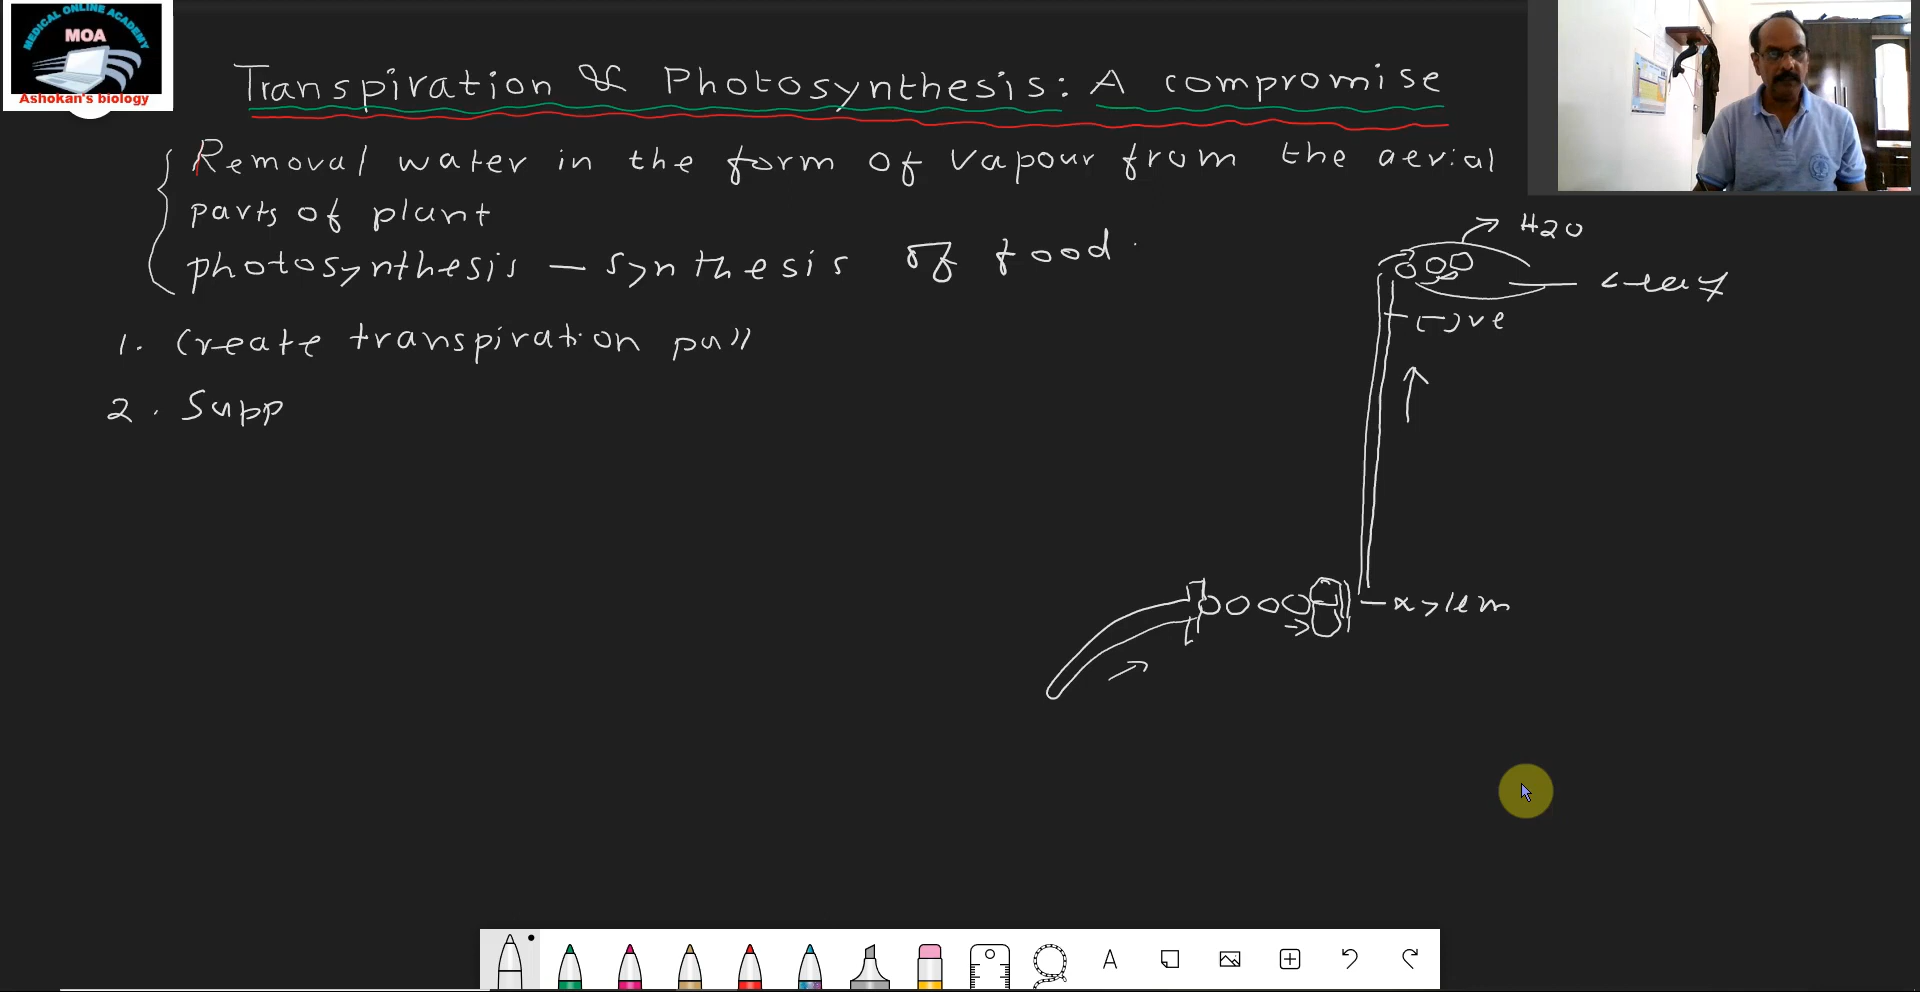 MEDICAL ONLINE ACADEMY
MOA
Ashokan's biology
Transpiration & Photosynthesis: A compromise
Removal water in the form of vapour from the aerial
parts of plant
photosynthesis - synthesis of food.
H2O
Leaf
(-)ve
1. Create transpiration pull
2. Supp
xylem
A